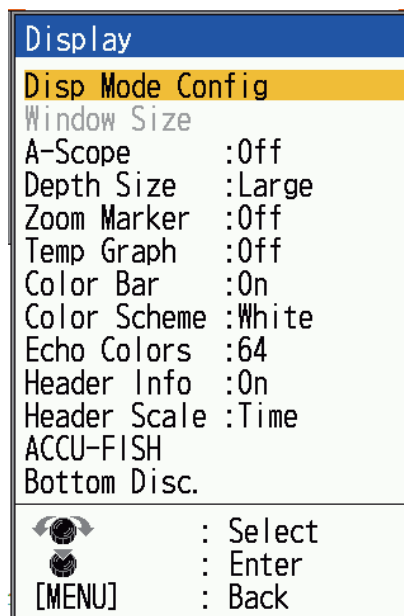 Display
Disp Mode Config
Window Size
A-Scope :Off
Depth Size :Large
Zoom Marker :Off
Temp Graph :Off
Color Bar :On
Color Scheme :White
Echo Colors :64
Header Info :On
Header Scale :Time
ACCU-FISH
Bottom Disc.
: Select
: Enter
[MENU] : Back